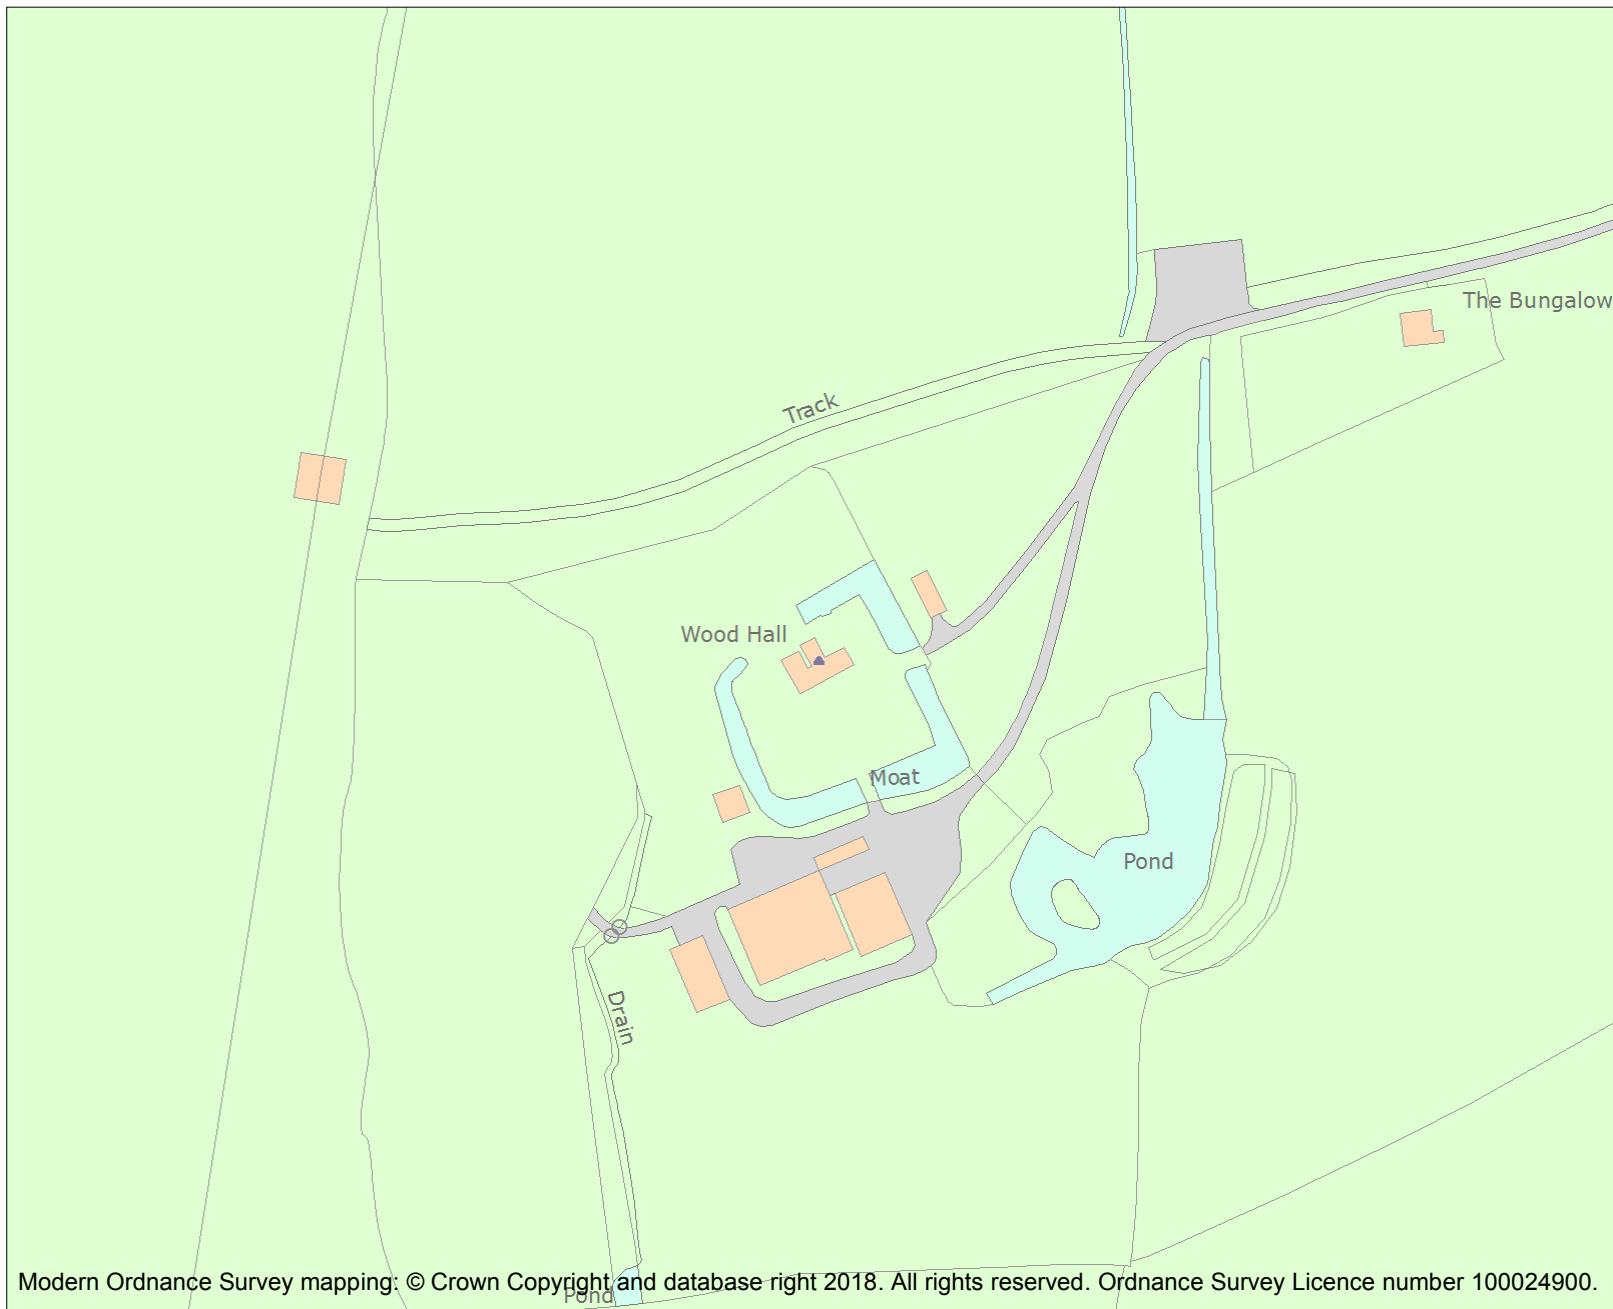 The Bungalow
Track
Wood Hall
Moat
Pond
Drain
Modern Ordnance Survey mapping: © Crown Copyright and database right 2018. All rights reserved. Ordnance Survey Licence number 100024900.
Pond